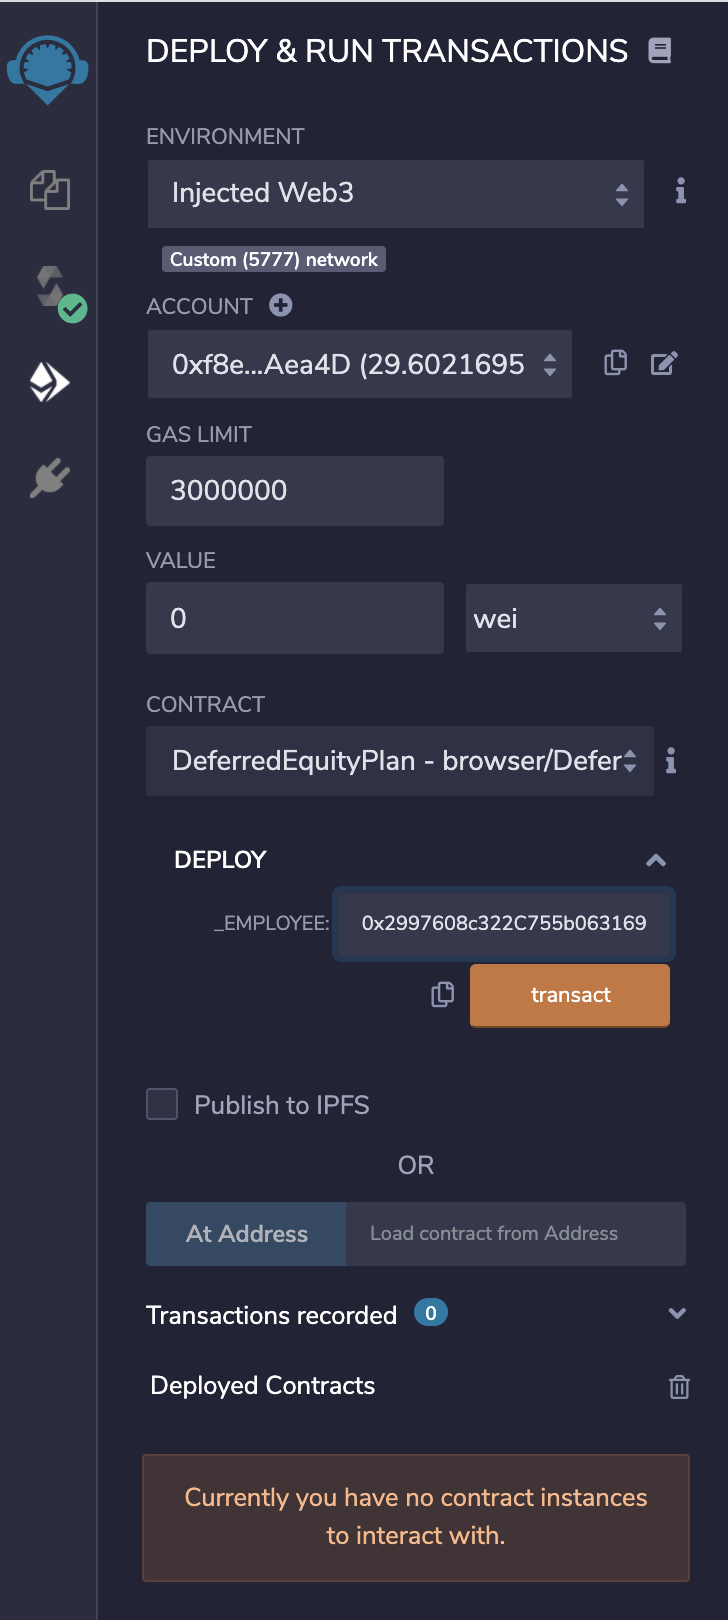 DEPLOY & RUN TRANSACTIONS
ENVIRONMENT
Injected Web3
Custom (5777) network
ACCOUNT
0xf8e...Aea4D (29.6021695
GAS LIMIT
3000000
VALUE
0
wei
CONTRACT
DeferredEquityPlan - browser/Defer
DEPLOY
_EMPLOYEE:
0x2997608c322C755b063169
transact
Publish to IPFS
OR
At Address
Load contract from Address
Transactions recorded 0
Deployed Contracts
Currently you have no contract instances
to interact with.